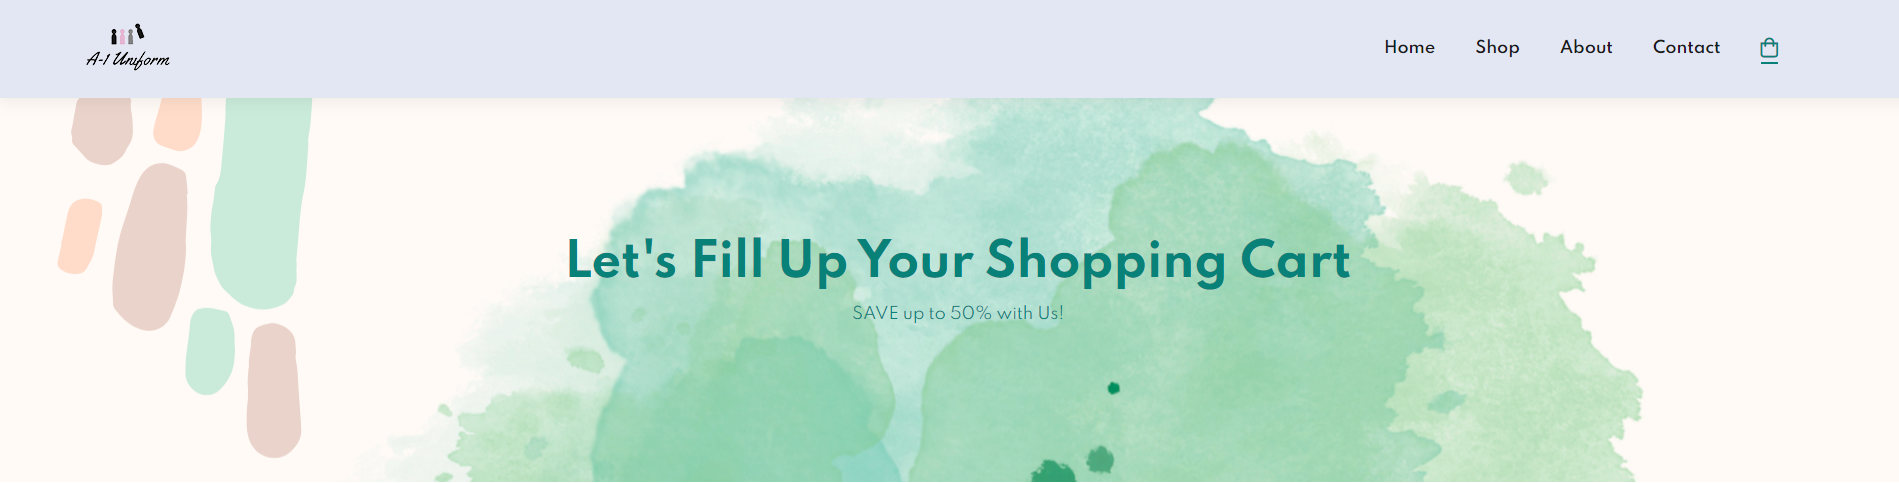 A-1 Uniform
Home Shop About Contact
Let's Fill Up Your Shopping Cart
SAVE up to 50% with Us!